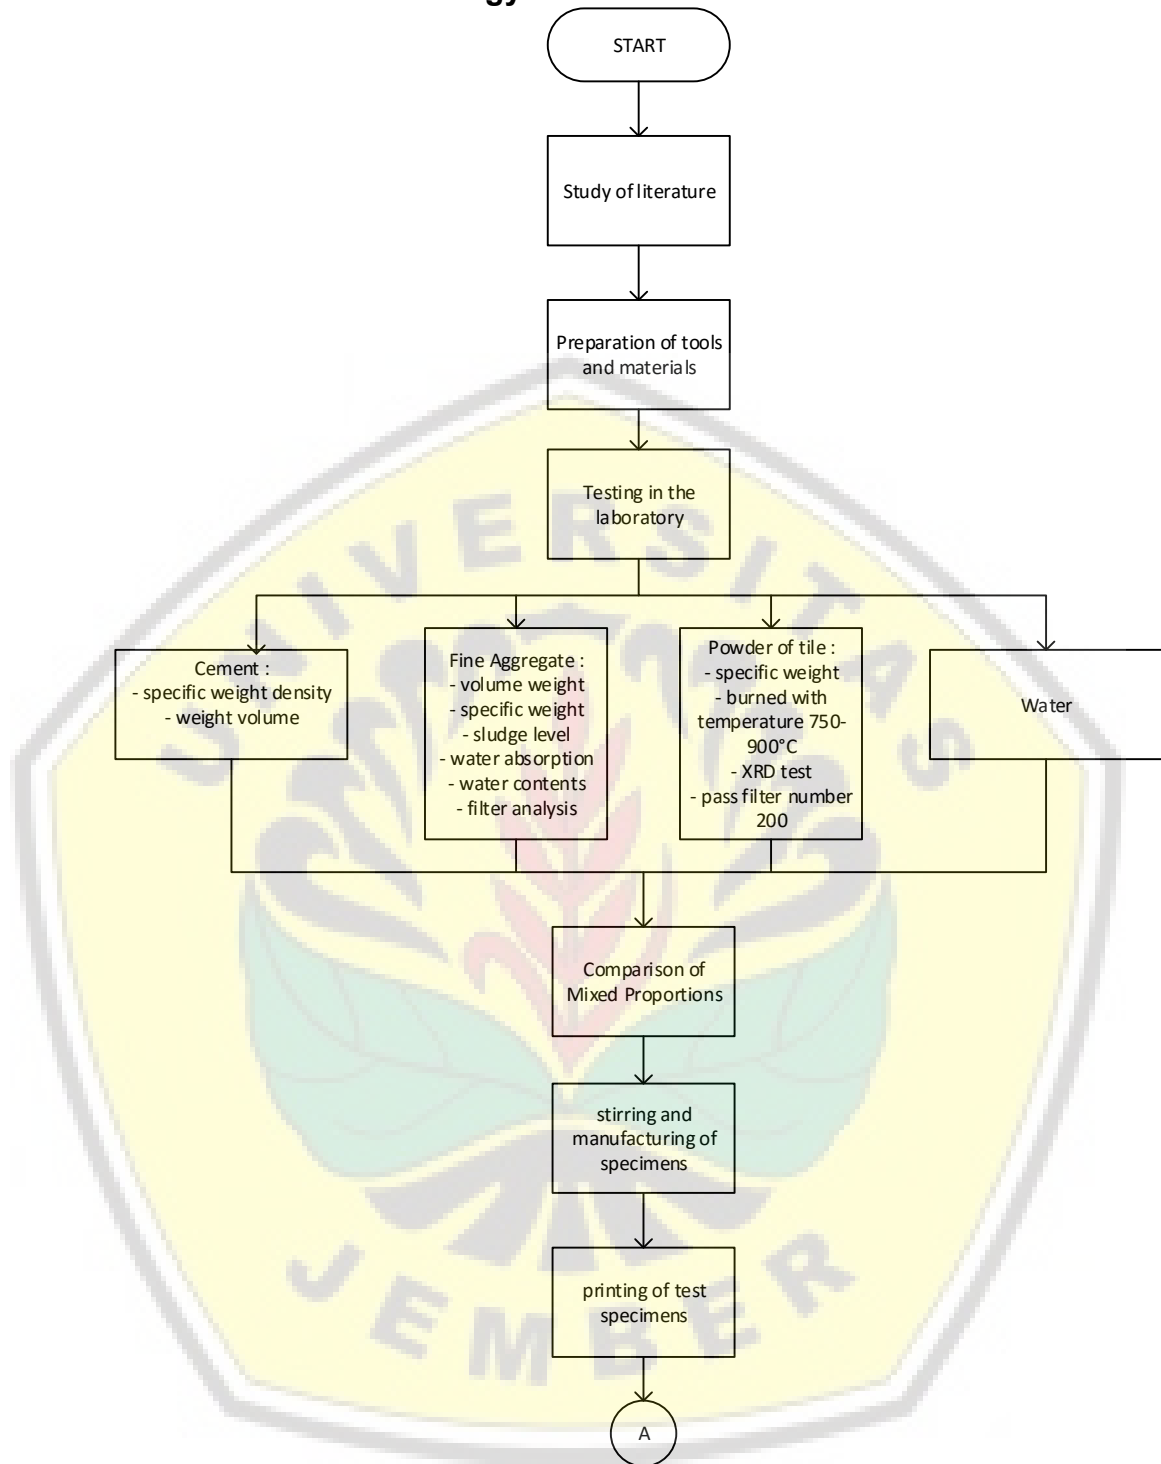 gy
START
Study of literature
Preparation of tools
and materials
Testing in the
laboratory
Cement :
- specific weight density
- weight volume
Fine Aggregate :
- volume weight
- specific weight
- sludge level
- water absorption
- water contents
- filter analysis
Powder of tile :
- specific weight
- burned with
temperature 750-
900°C
- XRD test
- pass filter number
200
Water
Comparison of
Mixed Proportions
stirring and
manufacturing of
specimens
printing of test
specimens
A
UNIVERSITAS
JEMBER